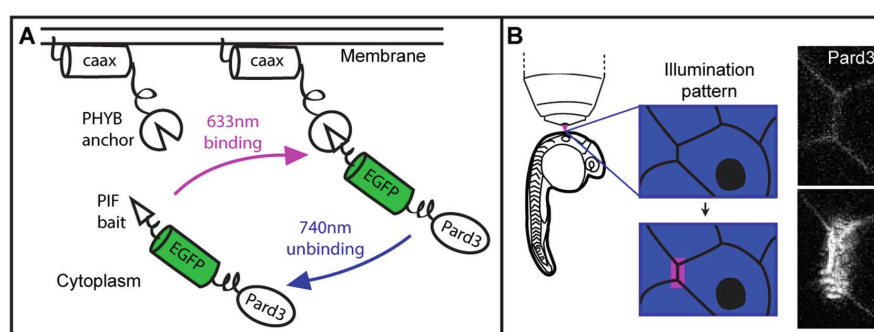 A
caax
caax
Membrane
PHYB
anchor
633nm
binding
EGFP
PIF
bait
EGFP
740nm
unbinding
Pard3
Cytoplasm
Pard3
B
Illumination
pattern
Pard3